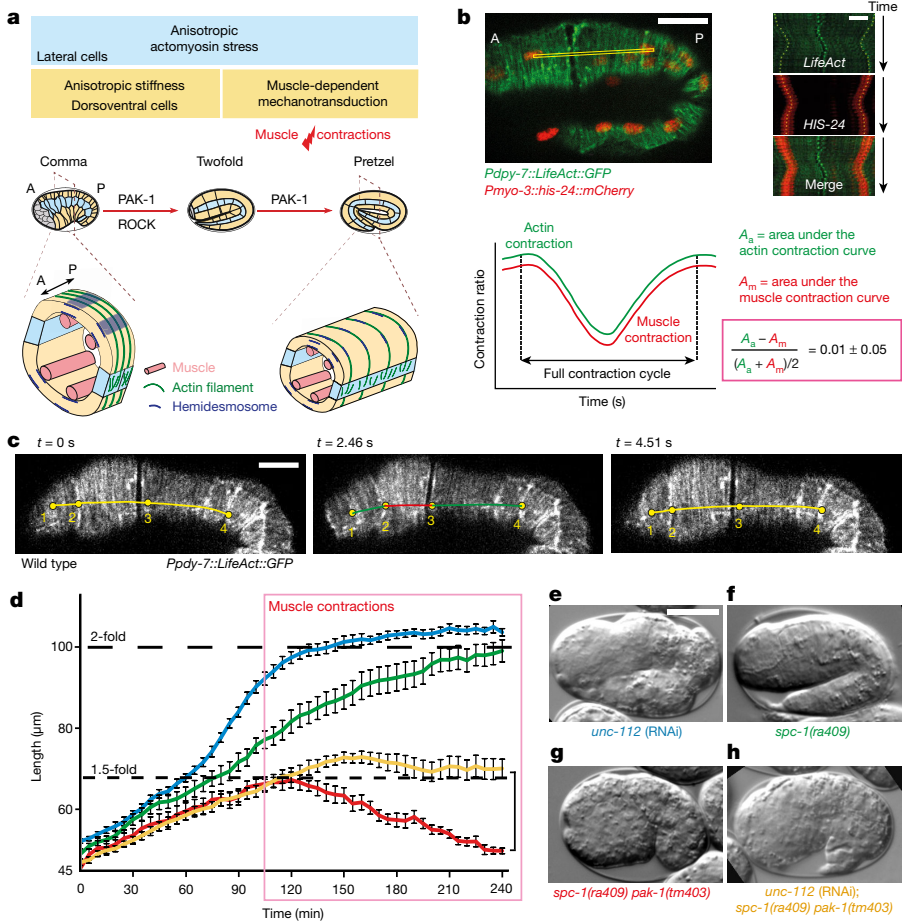 a
Anisotropic
actomyosin stress
Lateral cells
Anisotropic stiffness
Dorsoventral cells
Muscle-dependent
mechanotransduction
Muscle contractions
Comma
Twofold
Pretzel
A
P
PAK-1
ROCK
PAK-1
A
P
Muscle
Actin filament
Hemidesmosome
b
A
P
Pdpy-7::LifeAct::GFP
Pmyo-3::his-24::mCherry
Time
LifeAct
HIS-24
Merge
Contraction ratio
Actin
contraction
Muscle
contraction
Full contraction cycle
Time (s)
Aa = area under the
actin contraction curve
Am = area under the
muscle contraction curve
Aa − Am
(Aa + Am)/2
= 0.01 ± 0.05
c
t = 0 s
t = 2.46 s
t = 4.51 s
1
2
3
4
1
2
3
4
1
2
3
4
Wild type
Ppdy-7::LifeAct::GFP
d
Muscle contractions
2-fold
1.5-fold
Length (µm)
100
80
60
45
0
30
60
90
120
150
180
210
240
Time (min)
e
unc-112 (RNAi)
f
spc-1(ra409)
g
spc-1(ra409) pak-1(tm403)
h
unc-112 (RNAi);
spc-1(ra409) pak-1(tm403)